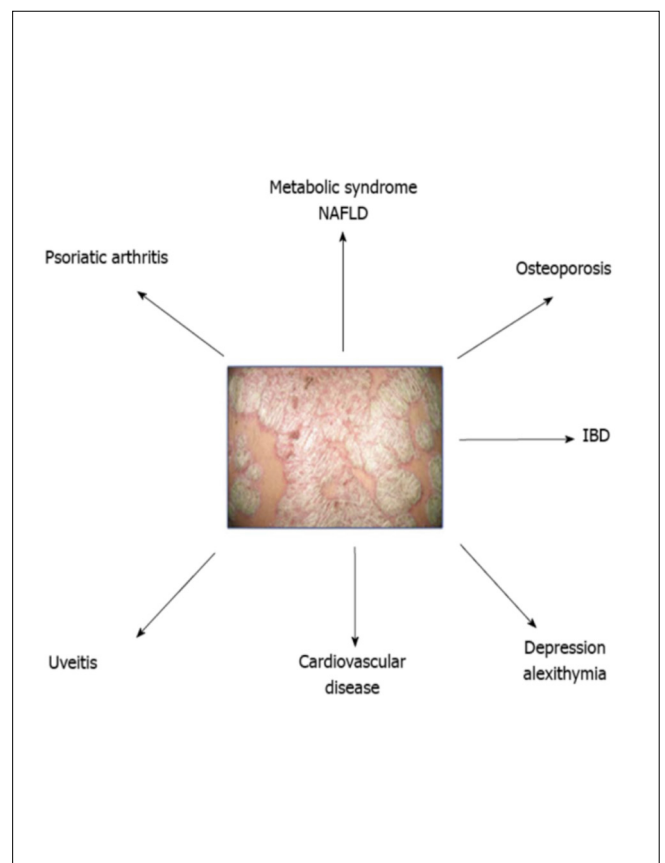 Metabolic syndrome
NAFLD
Psoriatic arthritis
Osteoporosis
IBD
Uveitis
Cardiovascular
disease
Depression
alexithymia